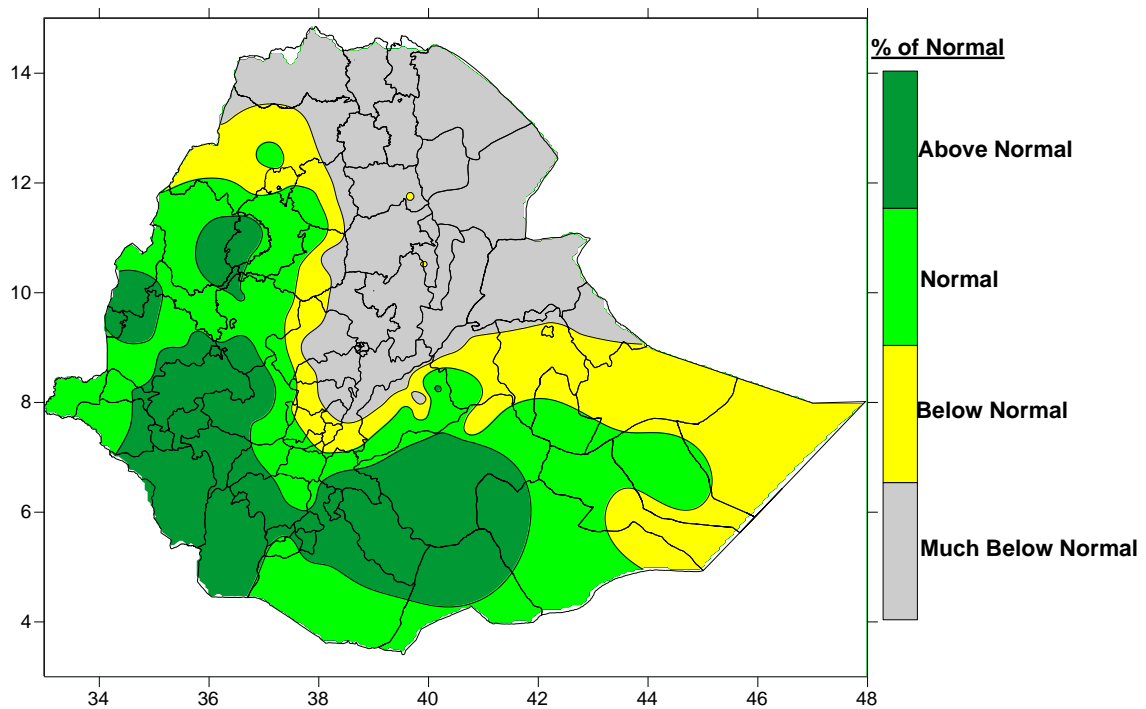 % of Normal
14
12
10
8
6
4
Above Normal
Normal
Below Normal
Much Below Normal
34 36 38 40 42 44 46 48